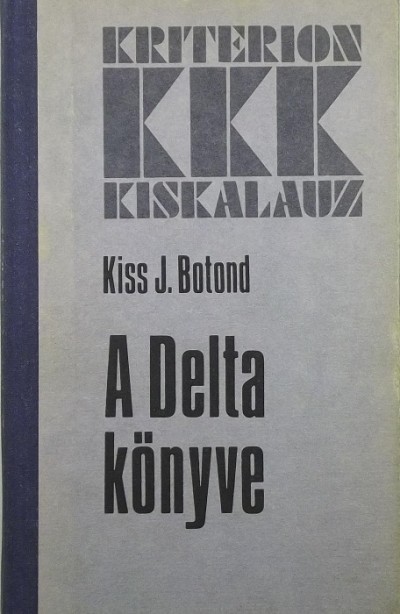 KRITERION
KKK
KISKALAUZ
Kiss J. Botond
A Delta
könyve